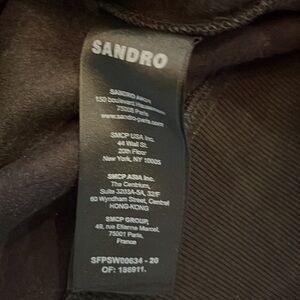 SANDRO
SANDRO Andy
150 boulevard Haussmann
75008 Paris
www.sandro-paris.com
SMCP USA Inc.
44 Wall St.
20th Floor
New York, NY 10005
SMCP ASIA Inc.
The Centrium,
Suite 3203A-5A, 32/F
60 Wyndham Street, Central
HONG-KONG
SMCP GROUP,
49, rue Etienne Marcel,
75001 Paris,
France
SFPSW00634 - 20
OF: 186911.